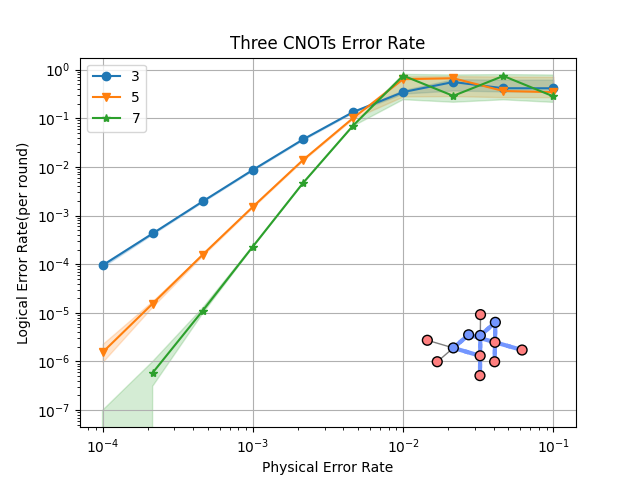 Three CNOTs Error Rate
3
5
7
Logical Error Rate(per round)
10⁰
10⁻¹
10⁻²
10⁻³
10⁻⁴
10⁻⁵
10⁻⁶
10⁻⁷
10⁻⁴ 10⁻³ 10⁻² 10⁻¹
Physical Error Rate